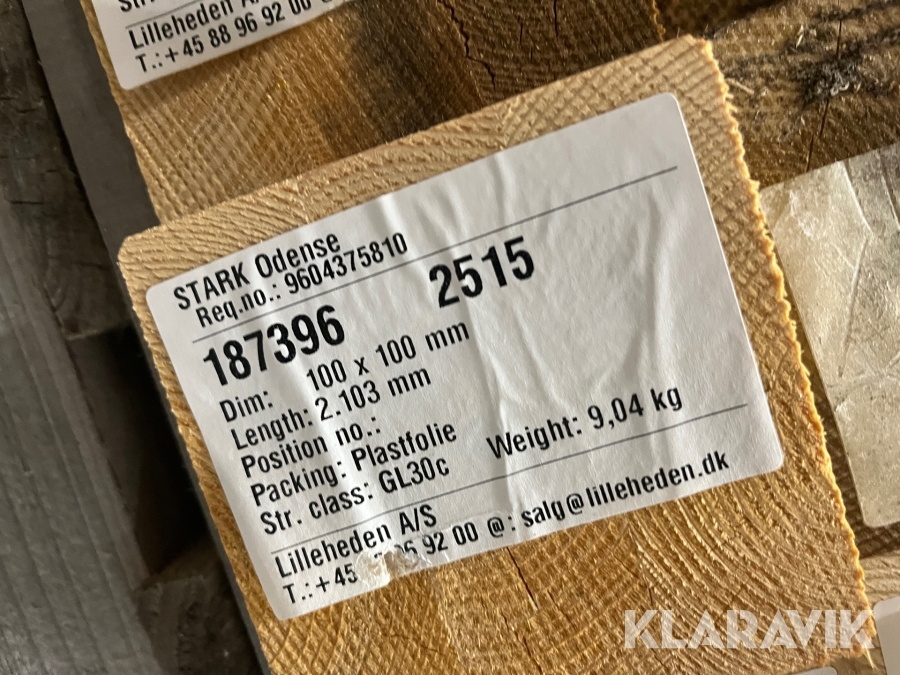 Lilleheden
T.:+45 88 96 92 00
STARK Odense
Req.no.: 9604375810
187396 2515
Dim: 100 x 100 mm
Length: 2.103 mm
Position no.:
Packing: Plastfolie
Str. class: GL30c Weight: 9,04 kg
Lilleheden A/S
T.:+45 92 00 @: salg@lilleheden.dk
KLARAVIK